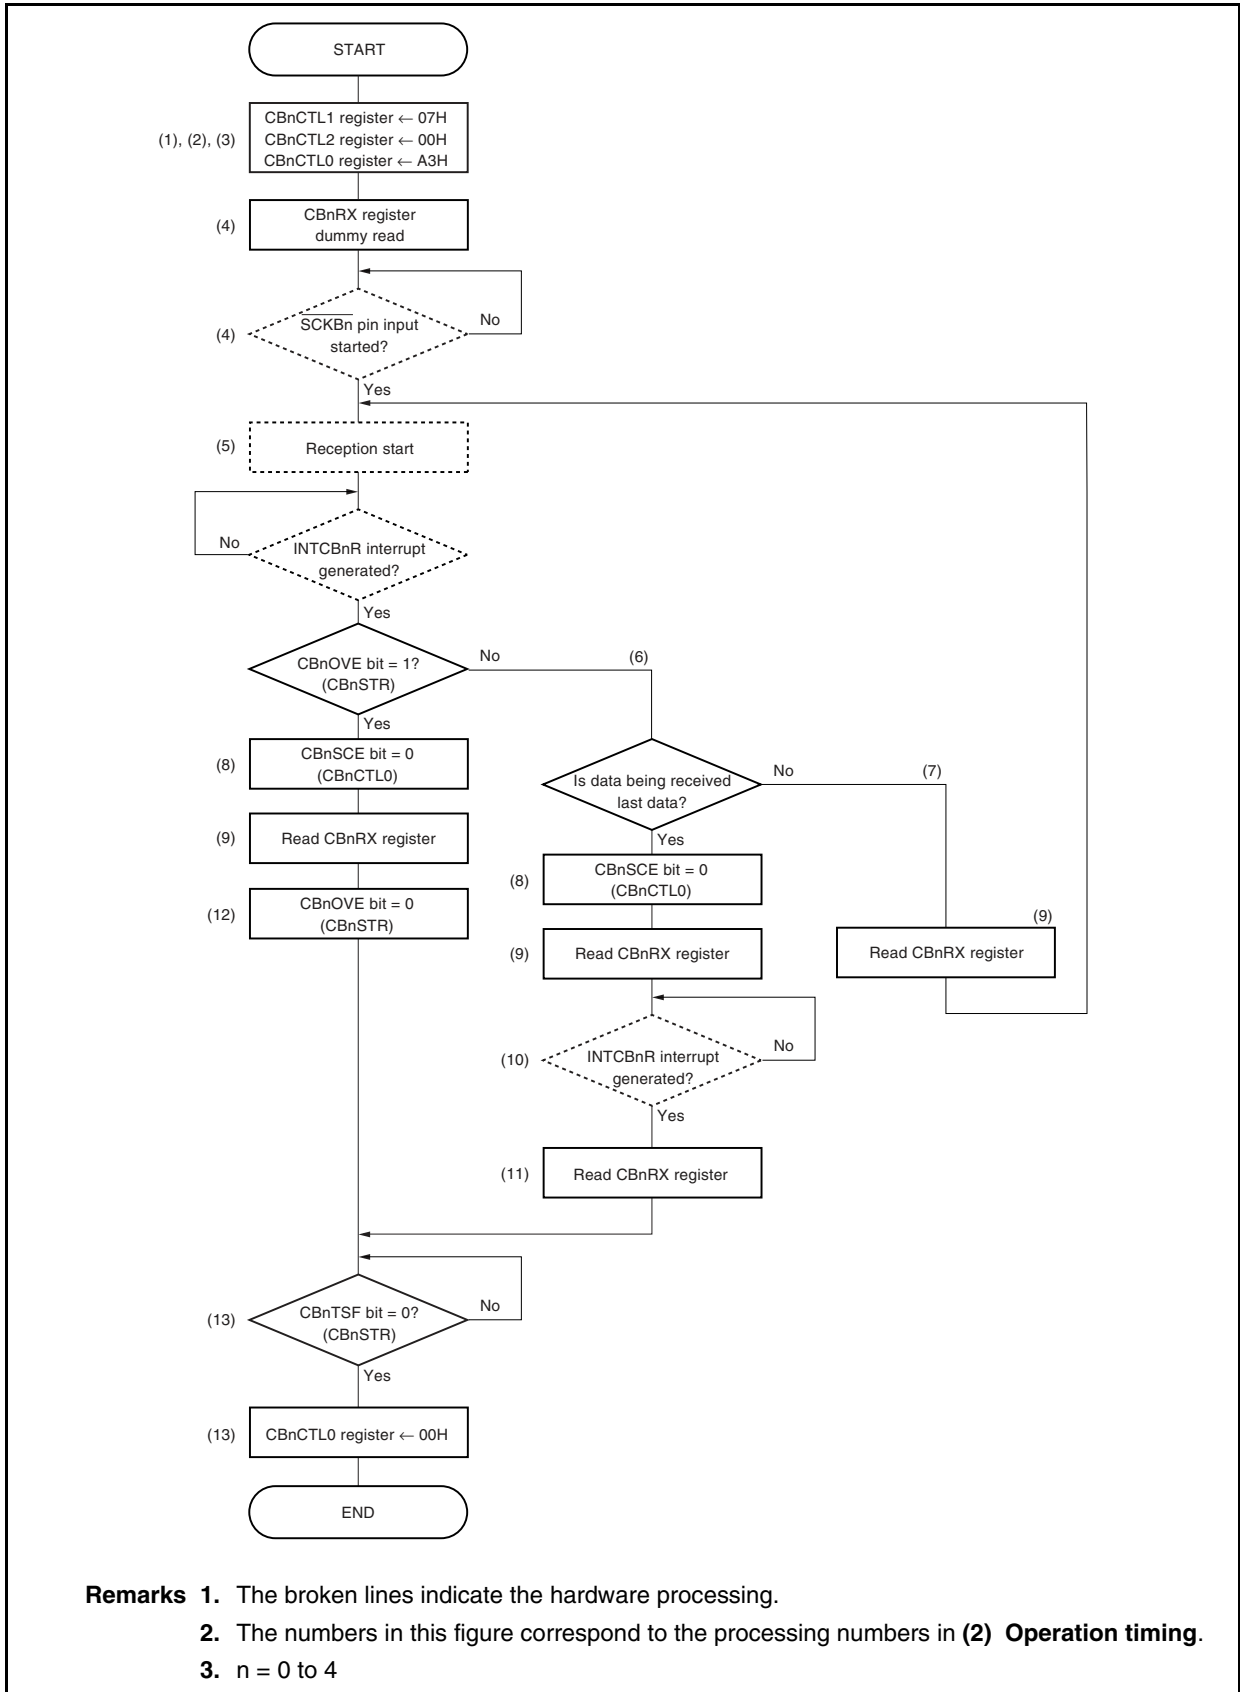 START
(1), (2), (3)
CBnCTL1 register ← 07H
CBnCTL2 register ← 00H
CBnCTL0 register ← A3H
(4)
CBnRX register
dummy read
(4)
SCKBn pin input
started?
No
Yes
(5)
Reception start
No
INTCBnR interrupt
generated?
Yes
CBnOVE bit = 1?
(CBnSTR)
No
(6)
Yes
(8)
CBnSCE bit = 0
(CBnCTL0)
(9)
Read CBnRX register
(12)
CBnOVE bit = 0
(CBnSTR)
Is data being received
last data?
No
(7)
Yes
(8)
CBnSCE bit = 0
(CBnCTL0)
(9)
Read CBnRX register
(9)
Read CBnRX register
(10)
INTCBnR interrupt
generated?
No
Yes
(11)
Read CBnRX register
(13)
CBnTSF bit = 0?
(CBnSTR)
No
Yes
(13)
CBnCTL0 register ← 00H
END
Remarks 1. The broken lines indicate the hardware processing.
2. The numbers in this figure correspond to the processing numbers in (2) Operation timing.
3. n = 0 to 4